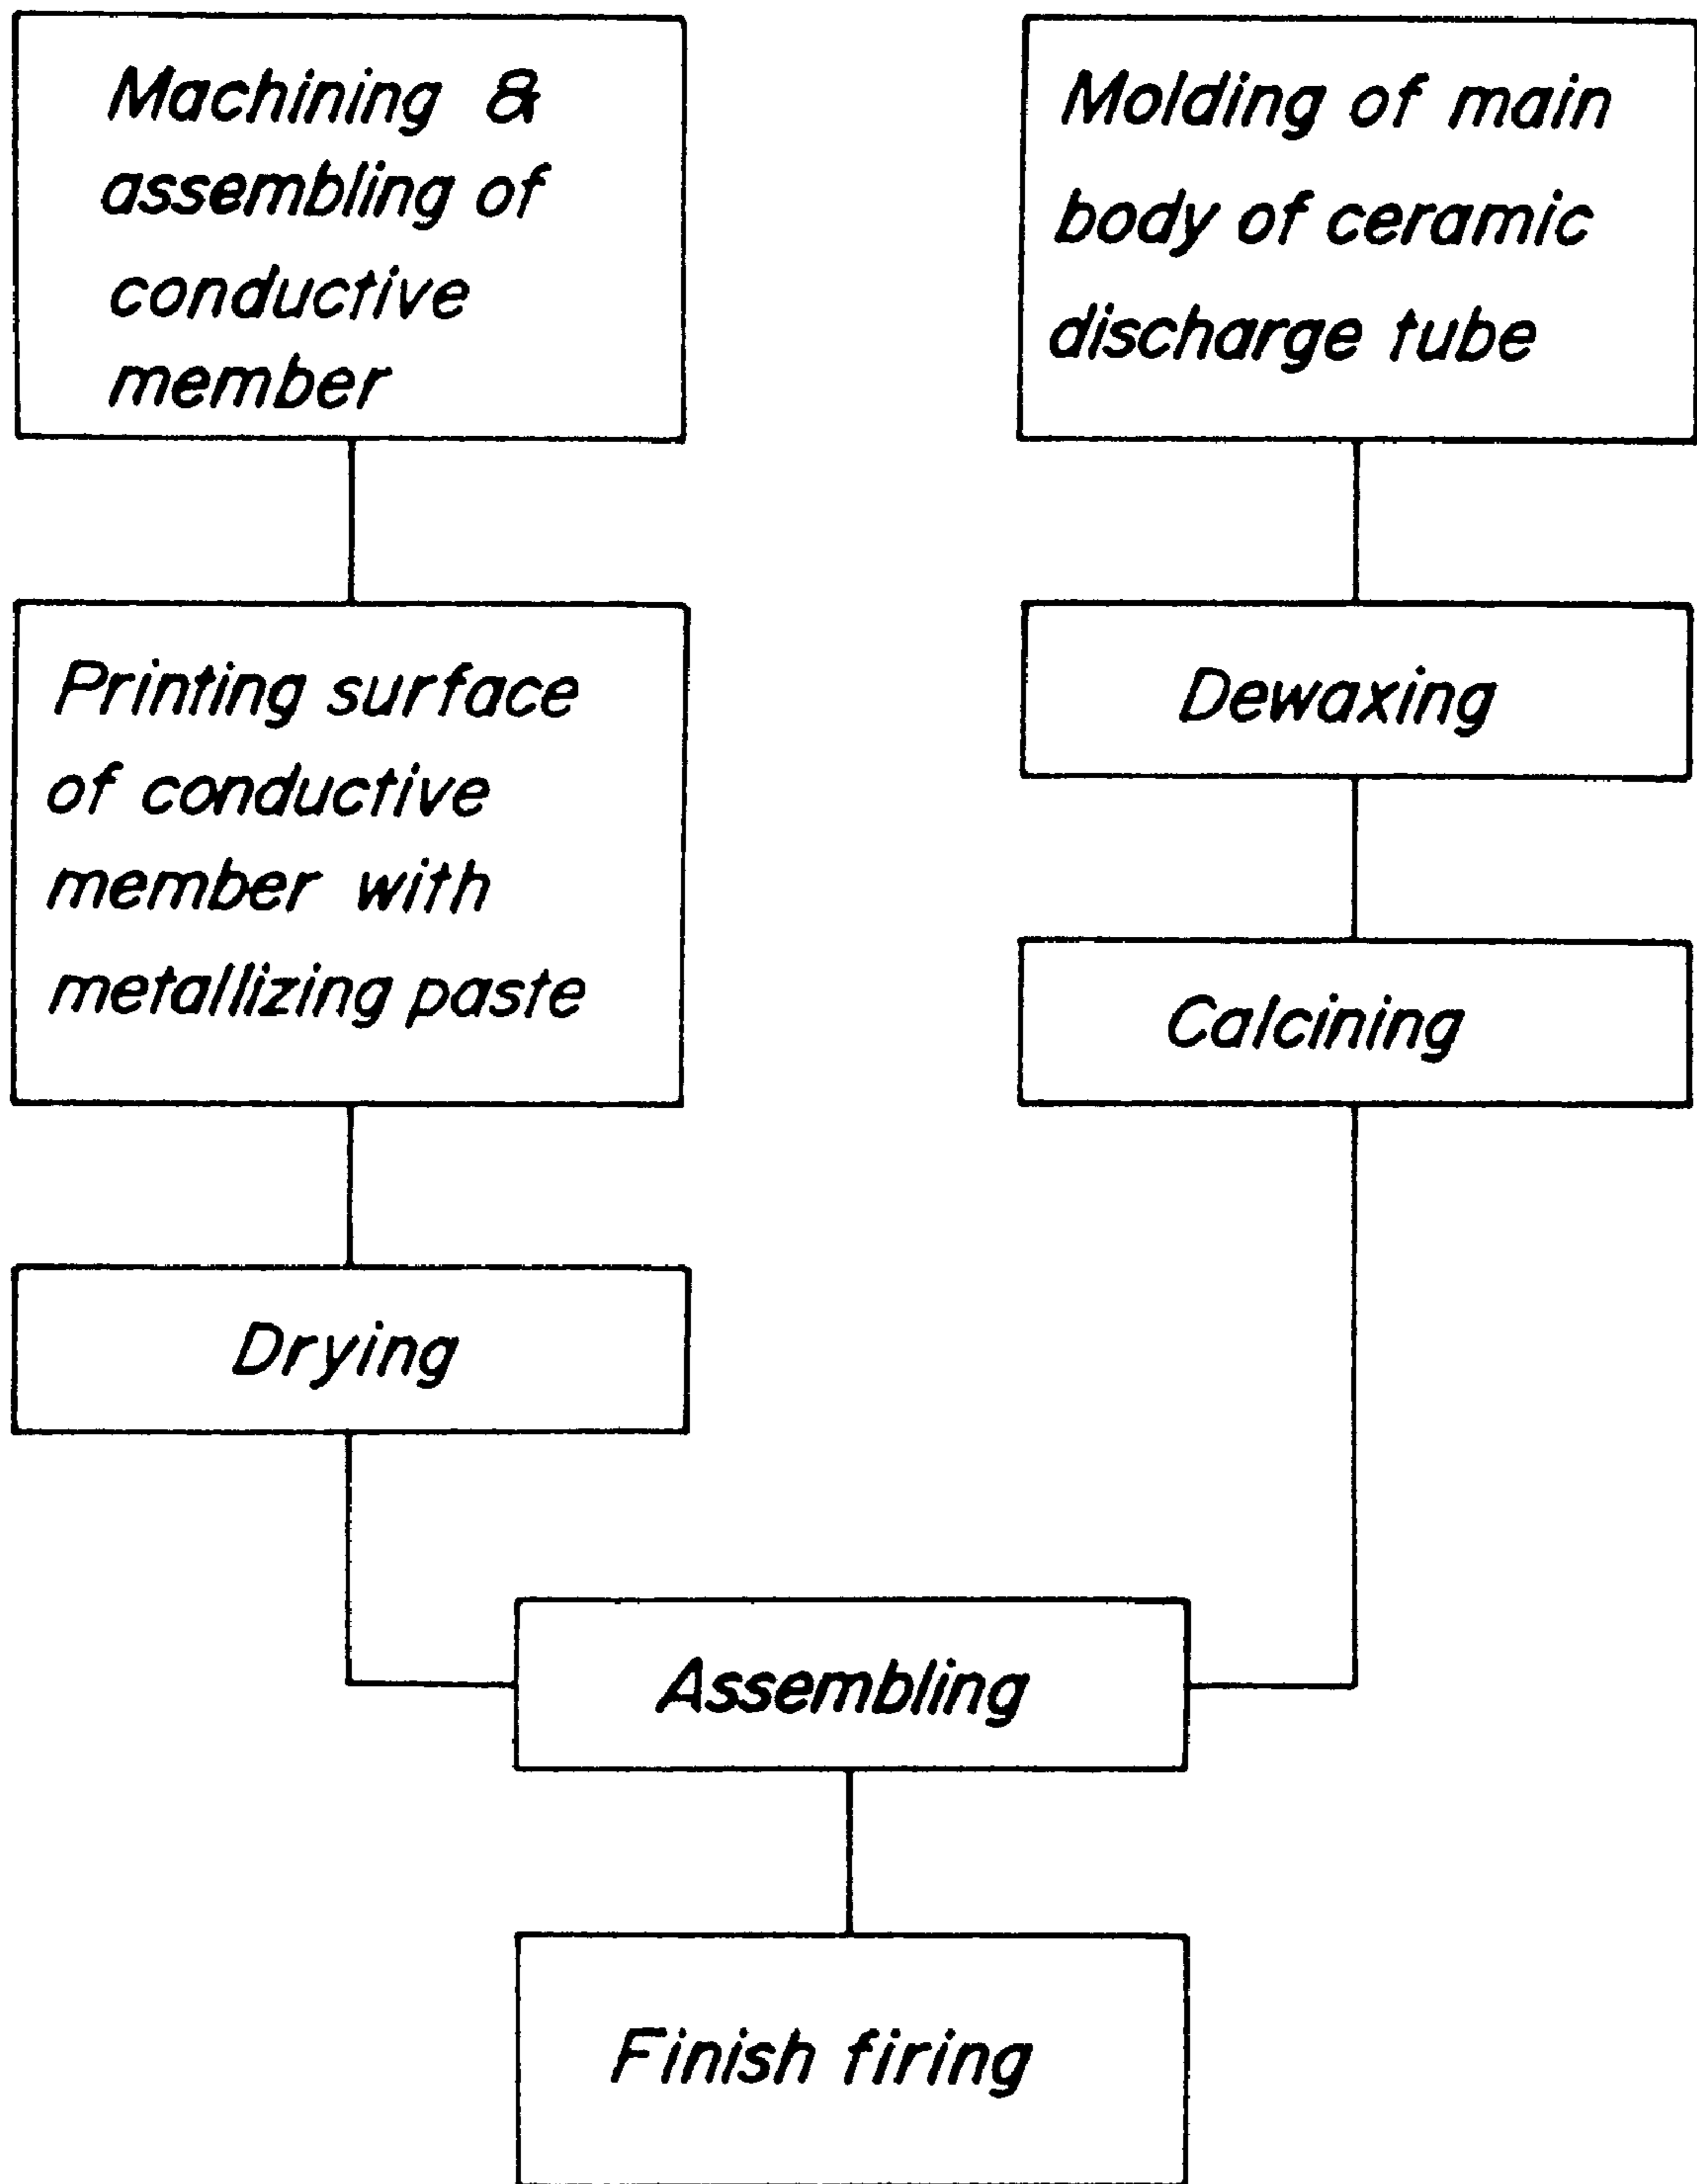 Machining &
assembling of
conductive
member
Molding of main
body of ceramic
discharge tube
Printing surface
of conductive
member with
metallizing paste
Dewaxing
Calcining
Drying
Assembling
Finish firing